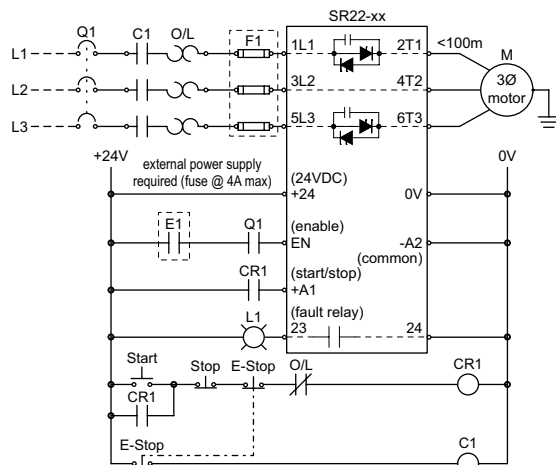 SR22-xx
Q1 C1 O/L F1
L1 1L1 2T1 <100m M
L2 3L2 4T2 3Ø motor
L3 5L3 6T3
+24V 0V
external power supply
required (fuse @ 4A max)
(24VDC)
+24 0V
E1 Q1 (enable)
EN -A2
(common)
CR1 (start/stop)
+A1
L1 (fault relay)
23 24
Start Stop E-Stop O/L CR1
CR1
E-Stop C1